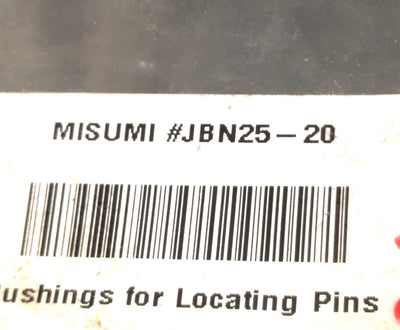 MISUMI #JBN25-20
ushings for Locating Pins